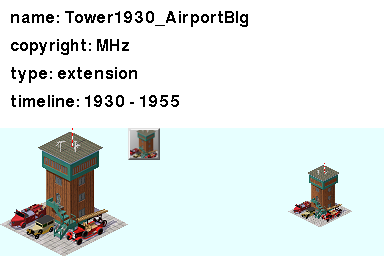 name: Tower1930_AirportBlg
copyright: MHz
type: extension
timeline: 1930 - 1955